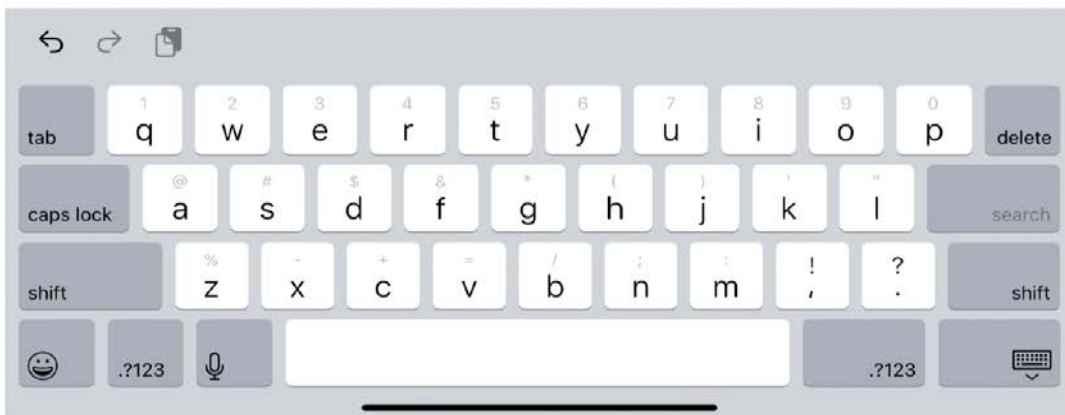 1 2 3 4 5 6 7 8 9 0
tab q w e r t y u i o p delete
@ # $ & * ( ) ' "
caps lock a s d f g h j k l search
% - + = / ; : ! ?
shift z x c v b n m , . shift
.?123 .?123